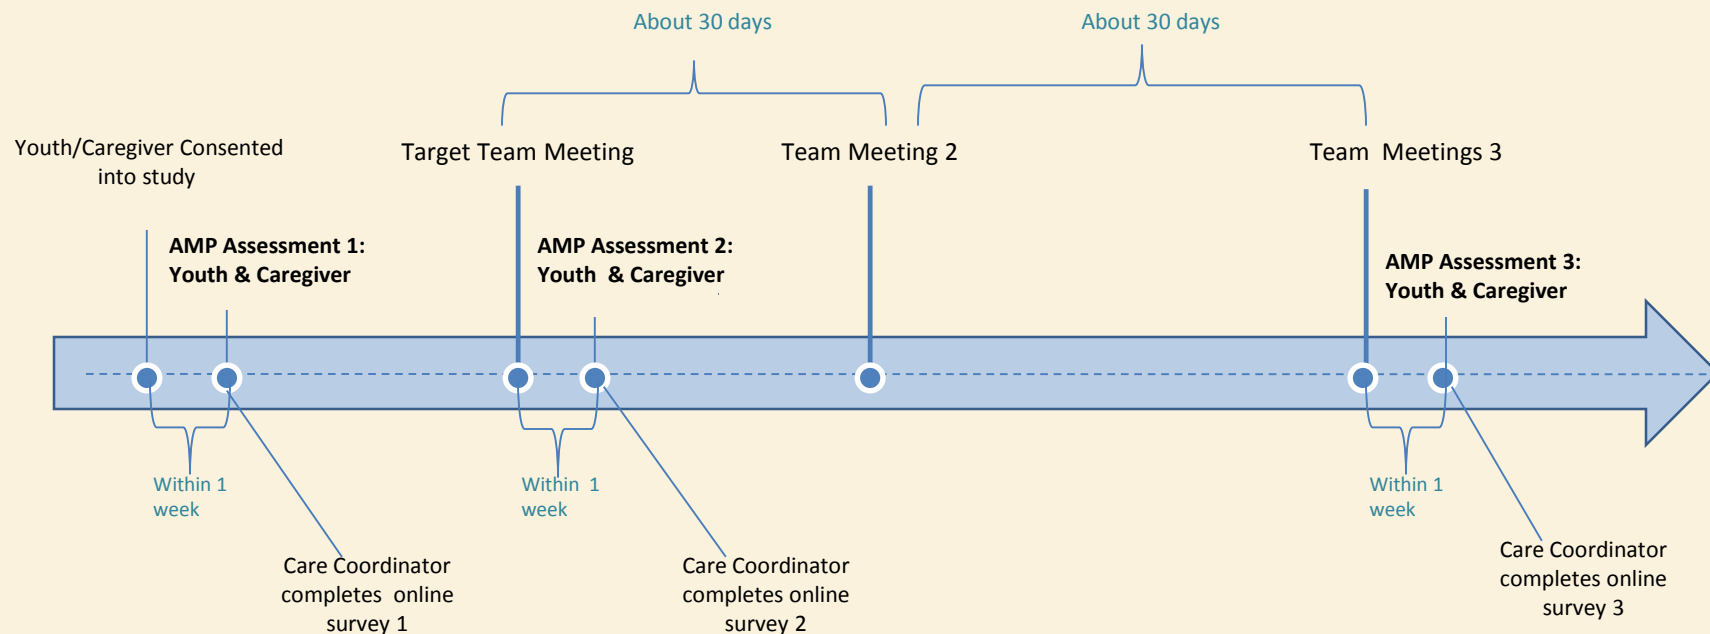 About 30 days
About 30 days
Youth/Caregiver Consented
into study
Target Team Meeting
Team Meeting 2
Team Meetings 3
AMP Assessment 1:
Youth & Caregiver
AMP Assessment 2:
Youth & Caregiver
AMP Assessment 3:
Youth & Caregiver
Within 1
week
Within 1
week
Within 1
week
Care Coordinator
completes online
survey 1
Care Coordinator
completes online
survey 2
Care Coordinator
completes online
survey 3